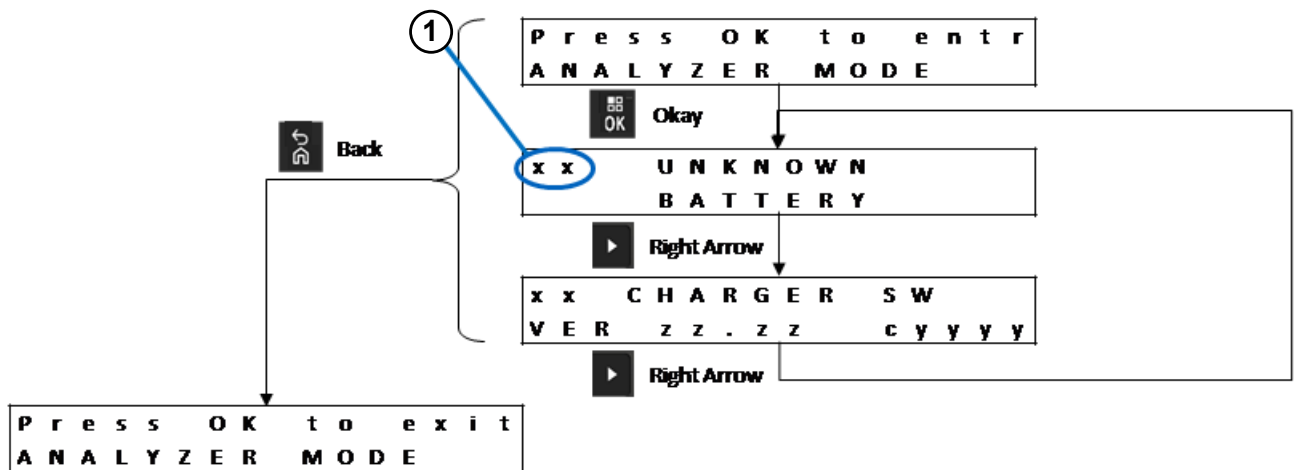 1
Press OK to entr
ANALYZER MODE
OK Okay
Back
xx UNKNOWN
BATTERY
Right Arrow
xx CHARGER SW
VER zz.zz cyyyy
Right Arrow
Press OK to exit
ANALYZER MODE